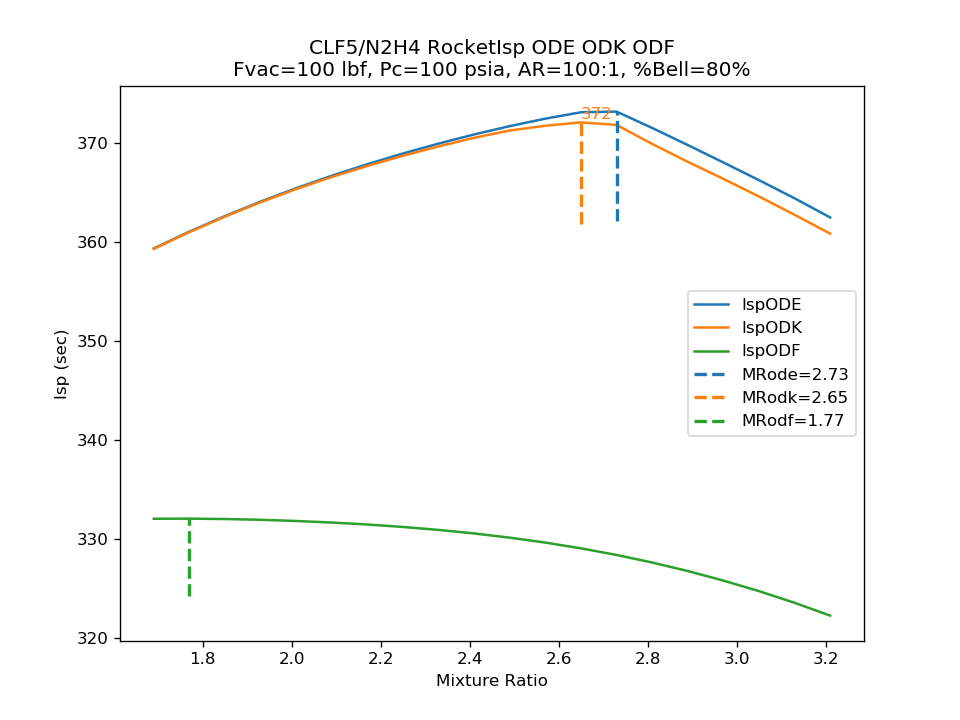 CLF5/N2H4 RocketIsp ODE ODK ODF
Fvac=100 lbf, Pc=100 psia, AR=100:1, %Bell=80%
372
370
360
350
340
330
320
Isp (sec)
IspODE
IspODK
IspODF
MRode=2.73
MRodk=2.65
MRodf=1.77
1.8 2.0 2.2 2.4 2.6 2.8 3.0 3.2
Mixture Ratio